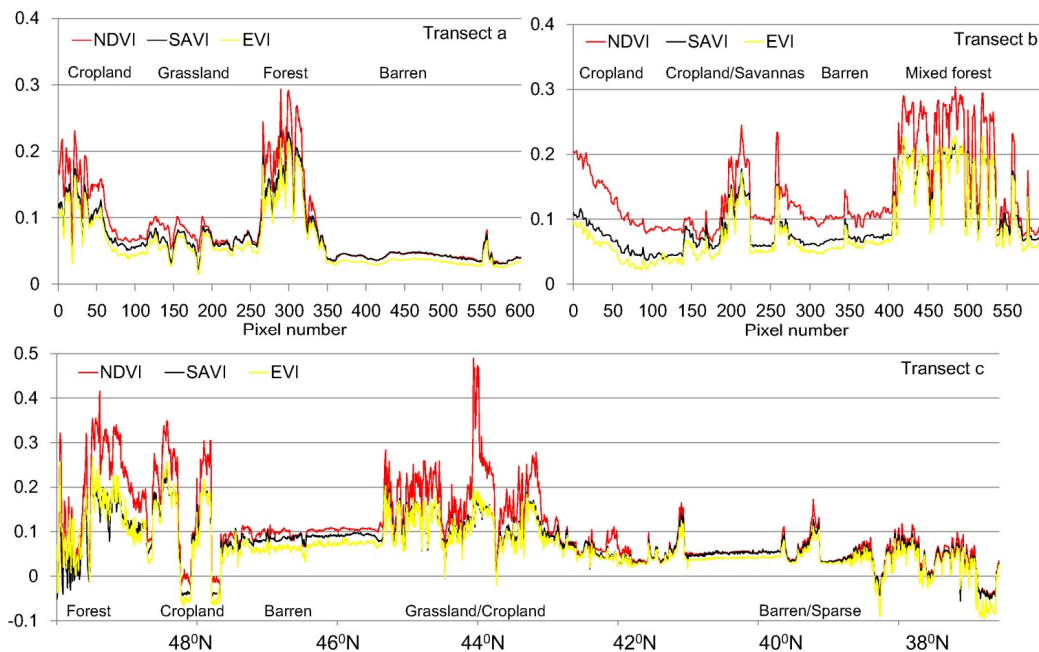 0.4
NDVI SAVI EVI Transect a
Cropland Grassland Forest Barren
0.3
0.2
0.1
0
0 50 100 150 200 250 300 350 400 450 500 550 600
Pixel number
0.4
NDVI SAVI EVI Transect b
Cropland Cropland/Savannas Barren Mixed forest
0.3
0.2
0.1
0
0 50 100 150 200 250 300 350 400 450 500 550
Pixel number
0.5
NDVI SAVI EVI Transect c
0.4
0.3
0.2
0.1
0
Forest Cropland Barren Grassland/Cropland Barren/Sparse
-0.1
48⁰N 46⁰N 44⁰N 42⁰N 40⁰N 38⁰N